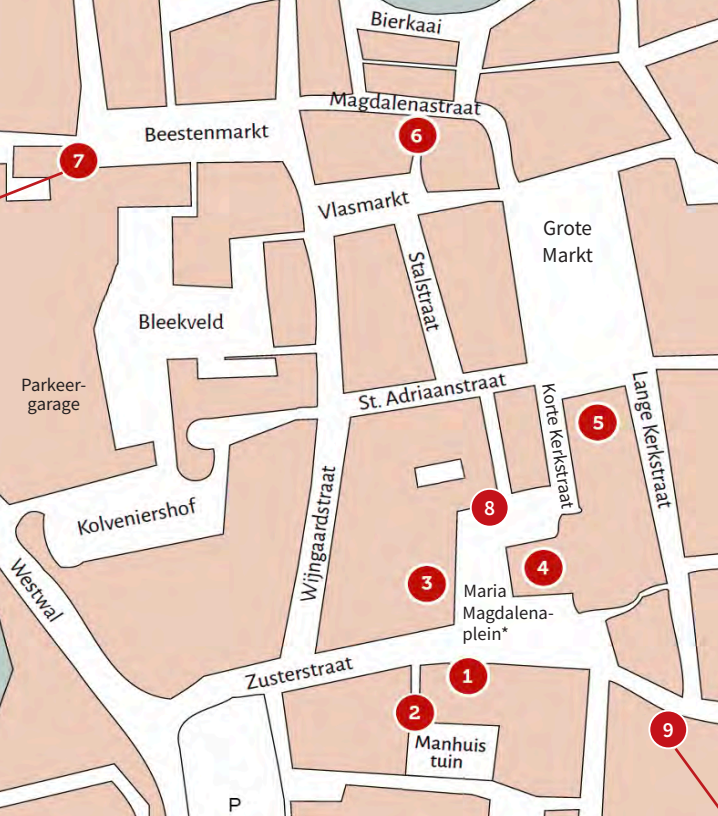 Bierkaai
Magdalenastraat
Beestenmarkt
6
7
Vlasmarkt
Grote
Markt
Stalstraat
Bleekveld
Parkeer-
garage
St. Adriaanstraat
Korte Kerkstraat
Lange Kerkstraat
5
Wijngaardstraat
Kolveniershof
8
4
3
Westwal
Maria
Magdalena-
plein*
Zusterstraat
1
2
9
Manhuis
tuin
P